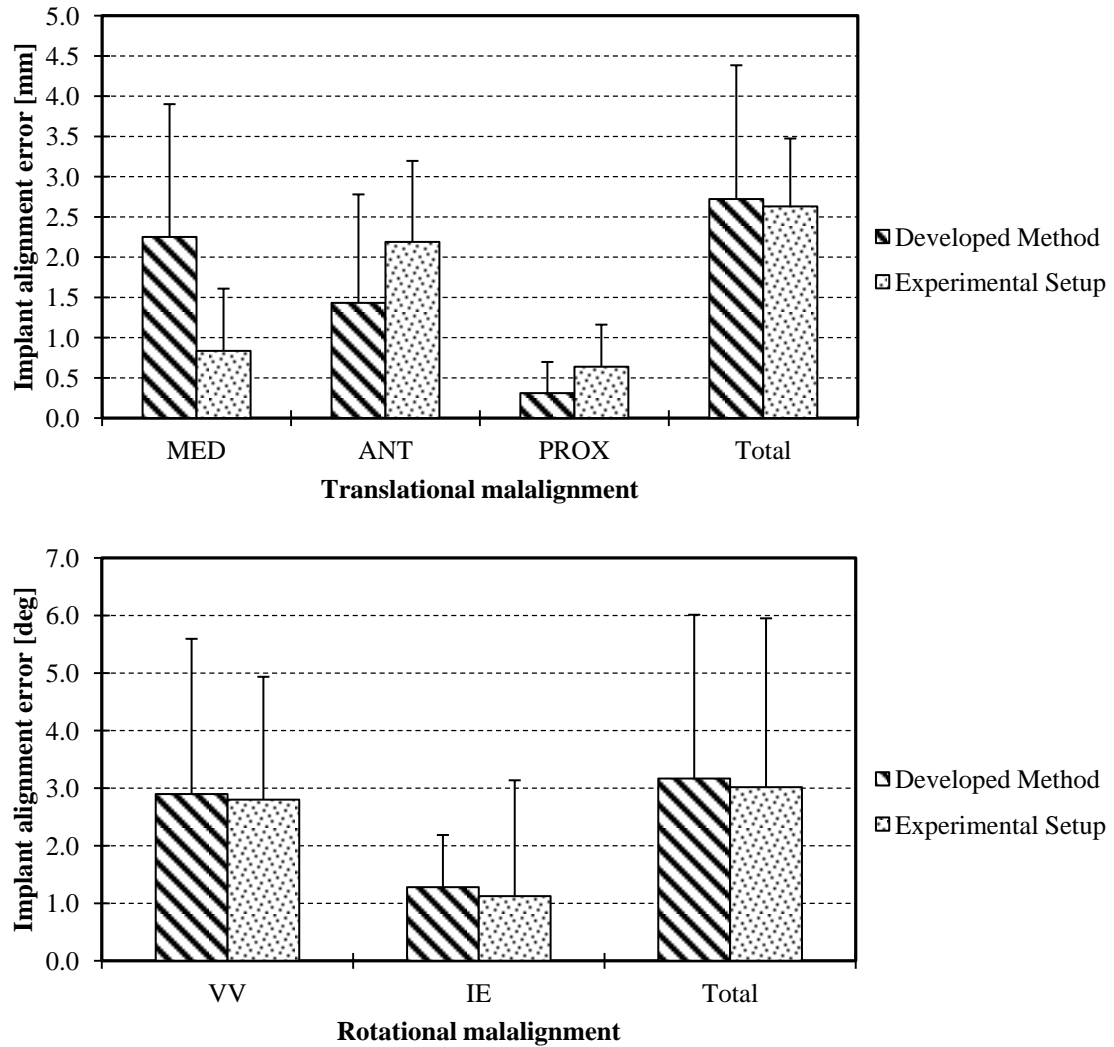 Implant alignment error [mm]
5.0
4.5
4.0
3.5
3.0
2.5
2.0
1.5
1.0
0.5
0.0
MED ANT PROX Total
Translational malalignment
Developed Method
Experimental Setup
Implant alignment error [deg]
7.0
6.0
5.0
4.0
3.0
2.0
1.0
0.0
VV IE Total
Rotational malalignment
Developed Method
Experimental Setup